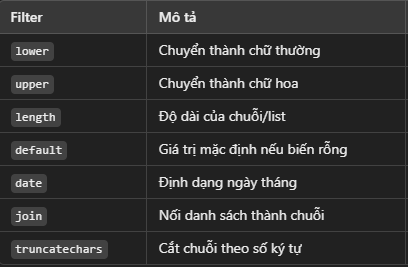 Filter Mô tả
lower Chuyển thành chữ thường
upper Chuyển thành chữ hoa
length Độ dài của chuỗi/list
default Giá trị mặc định nếu biến rỗng
date Định dạng ngày tháng
join Nối danh sách thành chuỗi
truncatechars Cắt chuỗi theo số ký tự